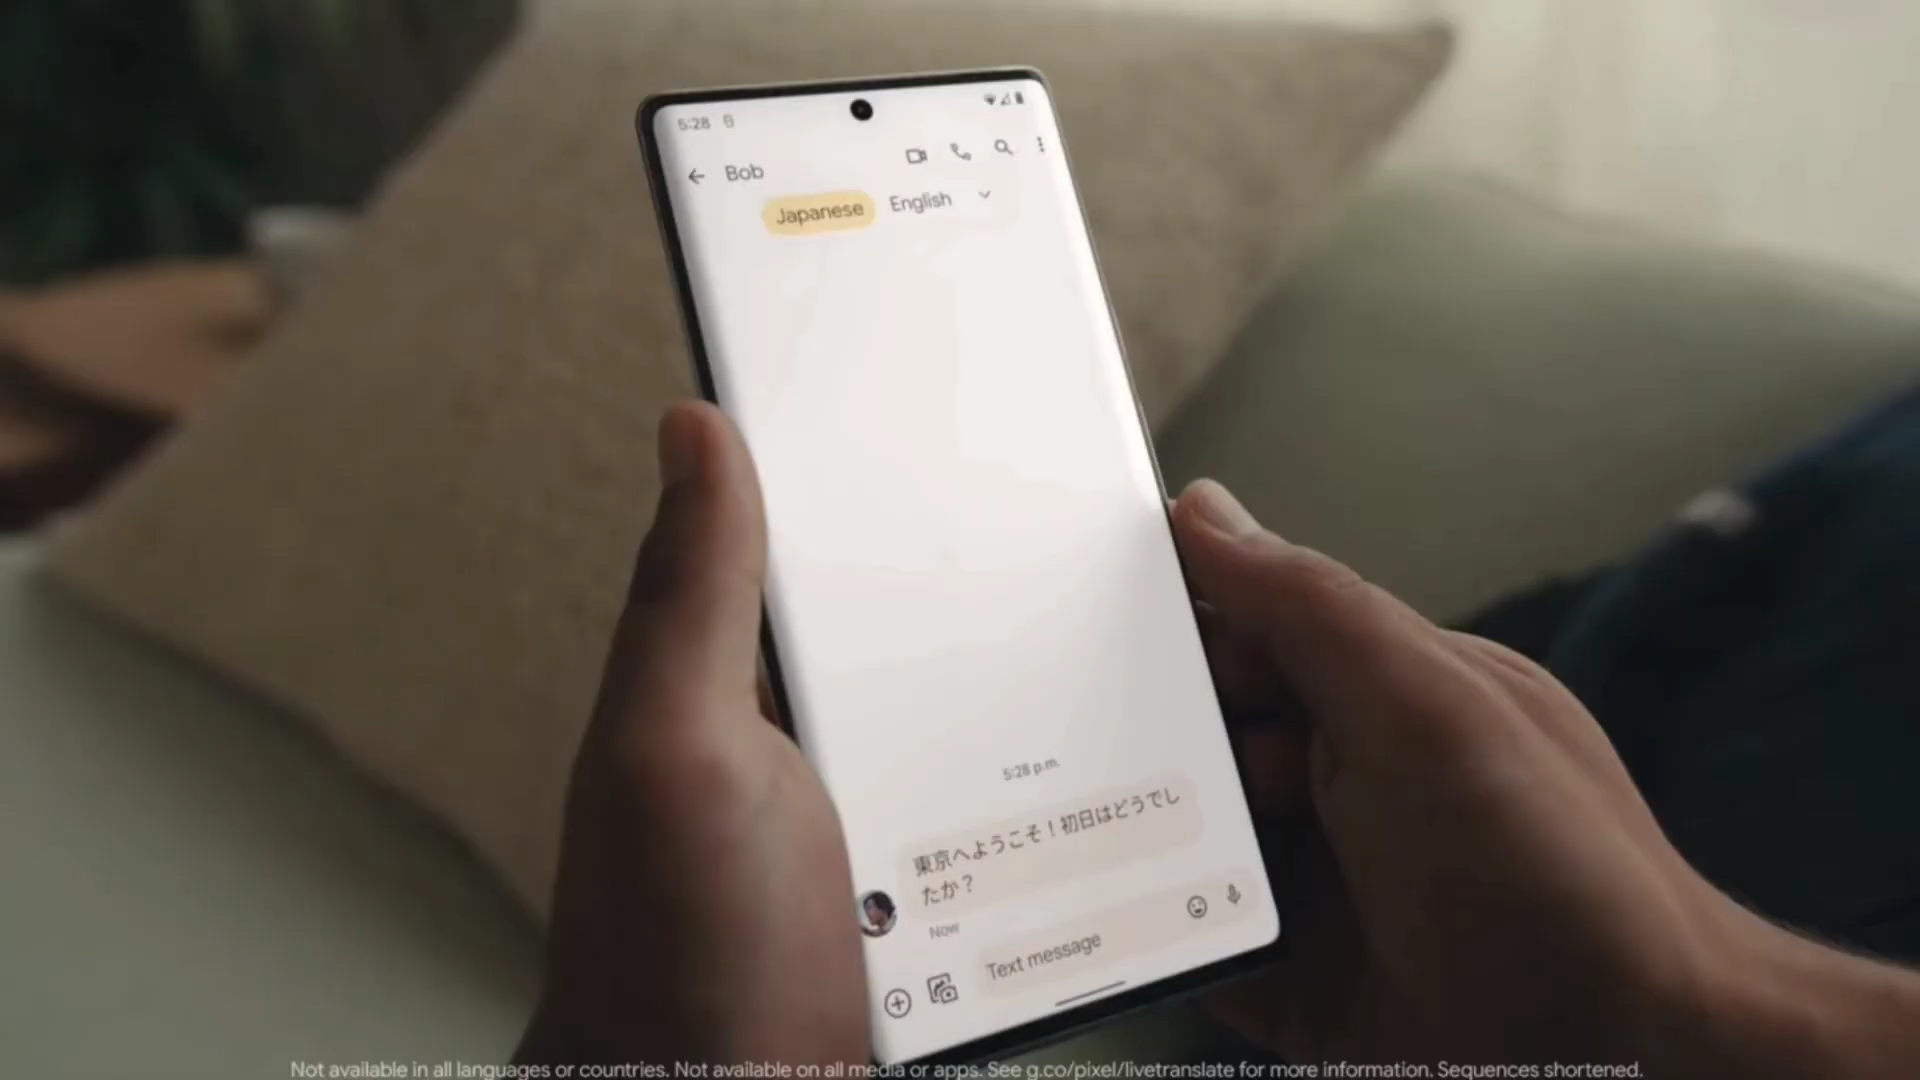 5:28
Bob
Japanese English
5:28 p.m.
東京へようこそ！初日はどうでし
たか？
Now
Text message
Not available in all languages or countries. Not available on all media or apps. See g.co/pixel/livetranslate for more information. Sequences shortened.